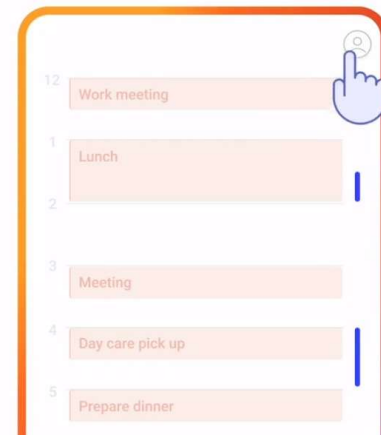 12
Work meeting
1
Lunch
2
3
Meeting
4
Day care pick up
5
Prepare dinner